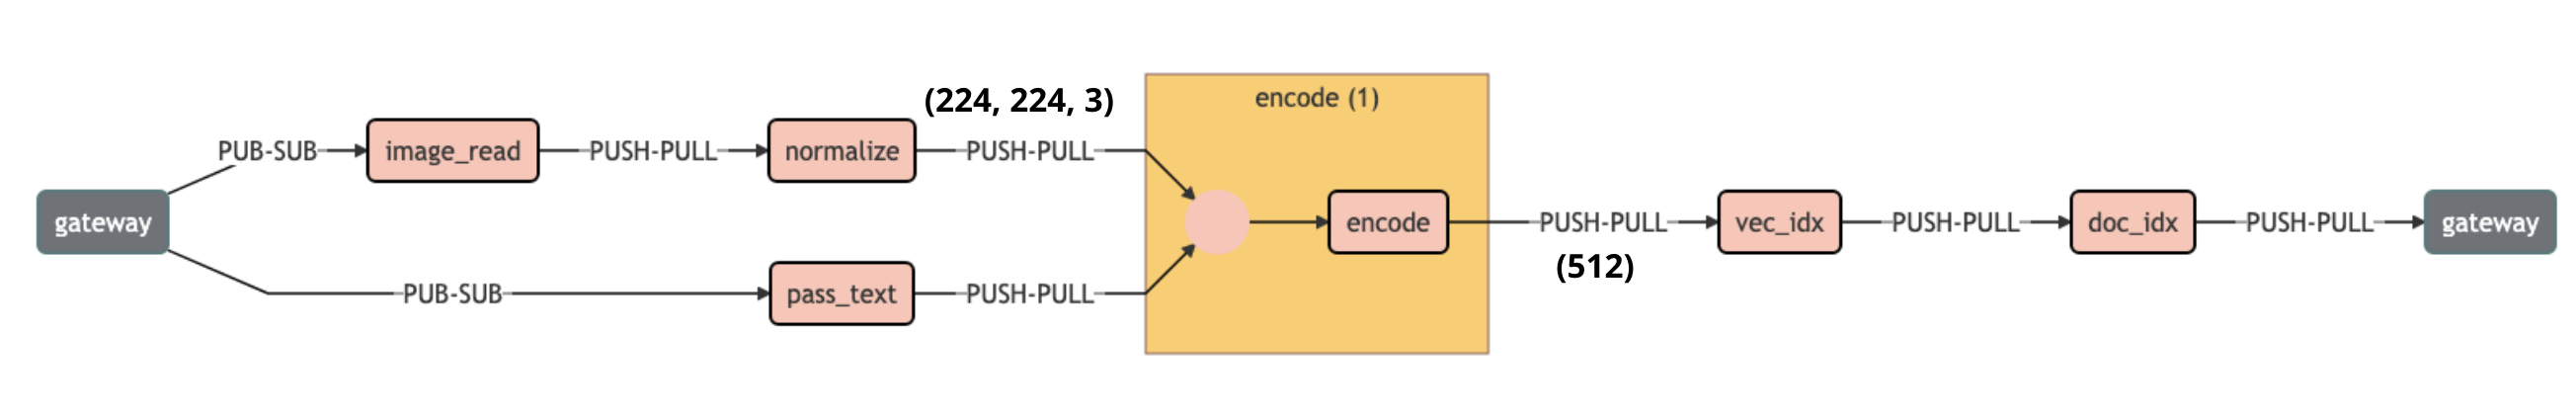 (224, 224, 3)
encode (1)
PUB-SUB
image_read
PUSH-PULL
normalize
PUSH-PULL
gateway
encode
PUSH-PULL
vec_idx
PUSH-PULL
doc_idx
PUSH-PULL
gateway
(512)
PUB-SUB
pass_text
PUSH-PULL